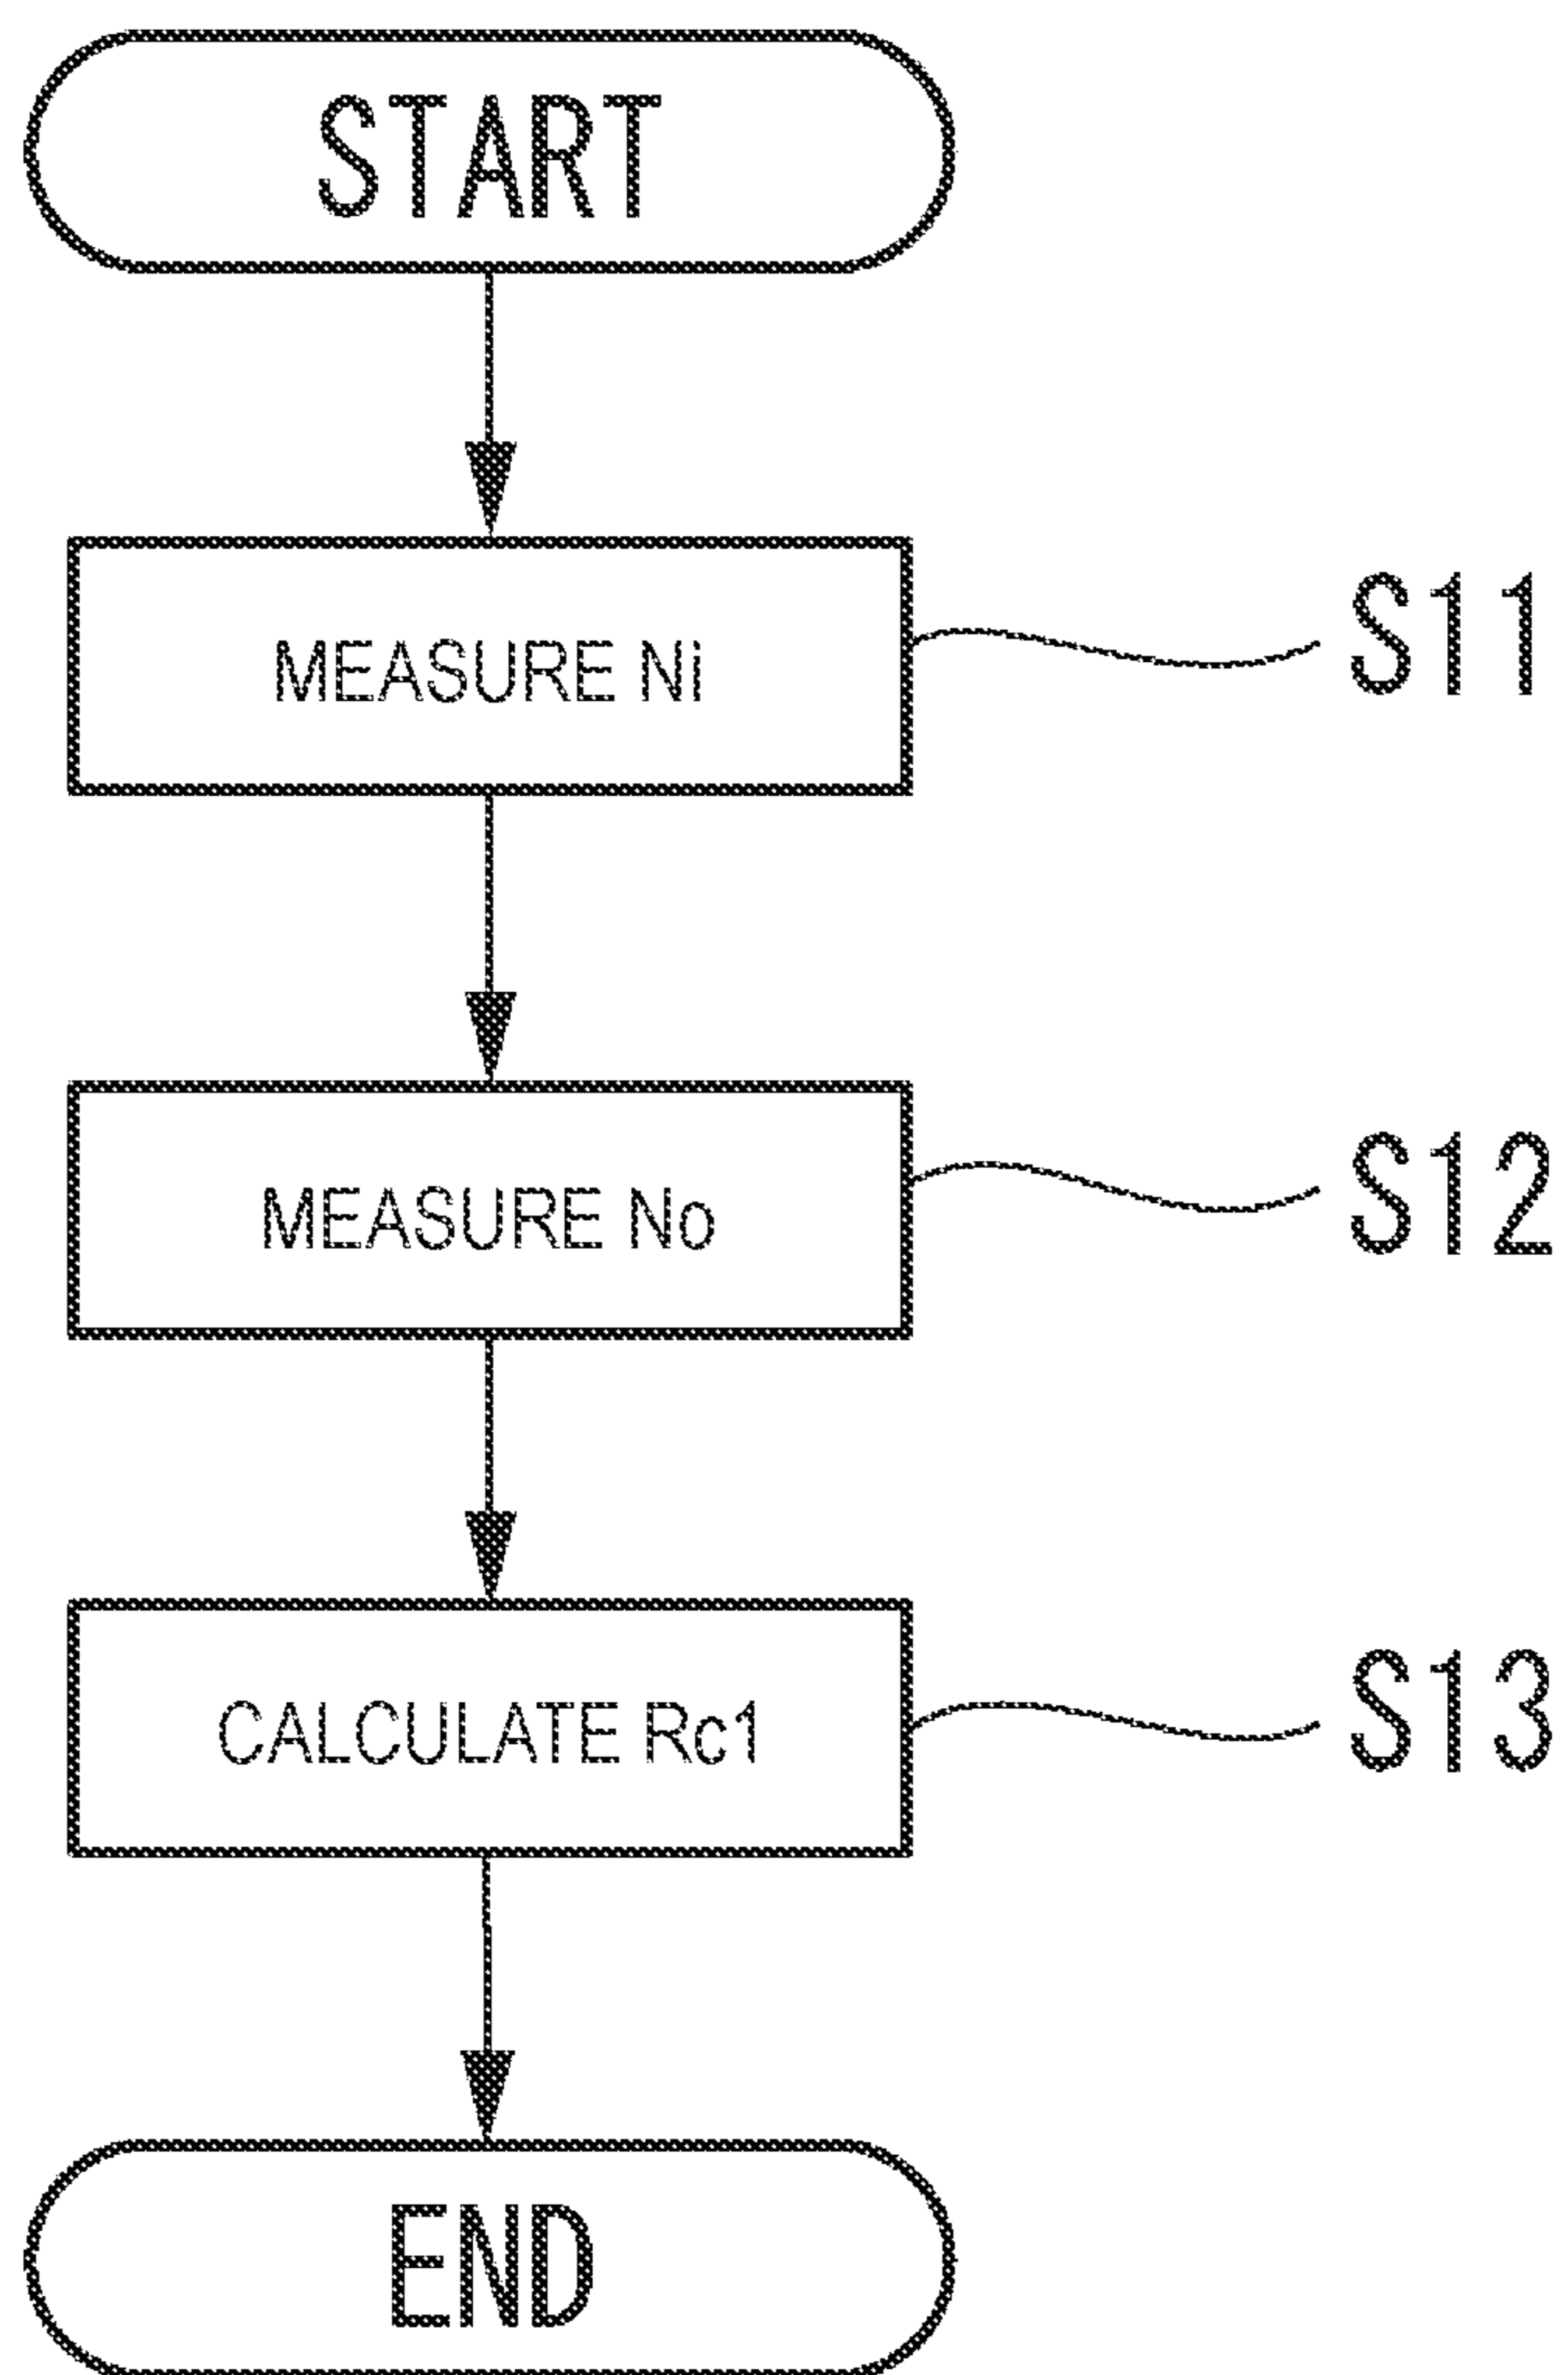 START
MEASURE Ni
S11
MEASURE No
S12
CALCULATE Rc1
S13
END